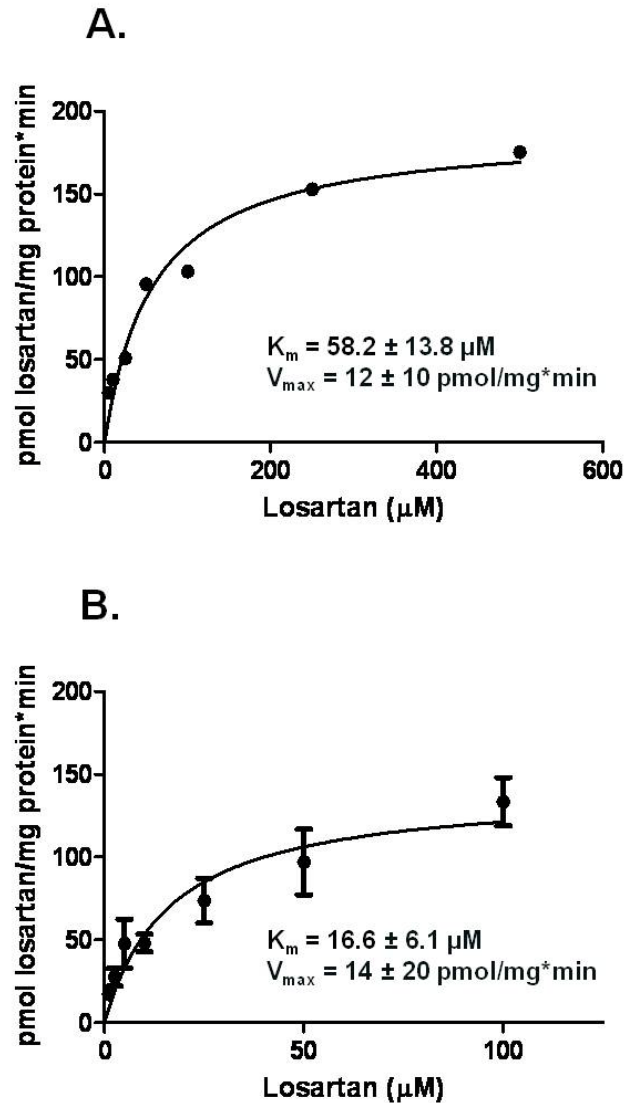 A.
pmol losartan/mg protein*min
200
150
100
50
0
K_m = 58.2 ± 13.8 µM
V_max = 12 ± 10 pmol/mg*min
0 200 400 600
Losartan (µM)
B.
pmol losartan/mg protein*min
200
150
100
50
0
K_m = 16.6 ± 6.1 µM
V_max = 14 ± 20 pmol/mg*min
0 50 100
Losartan (µM)